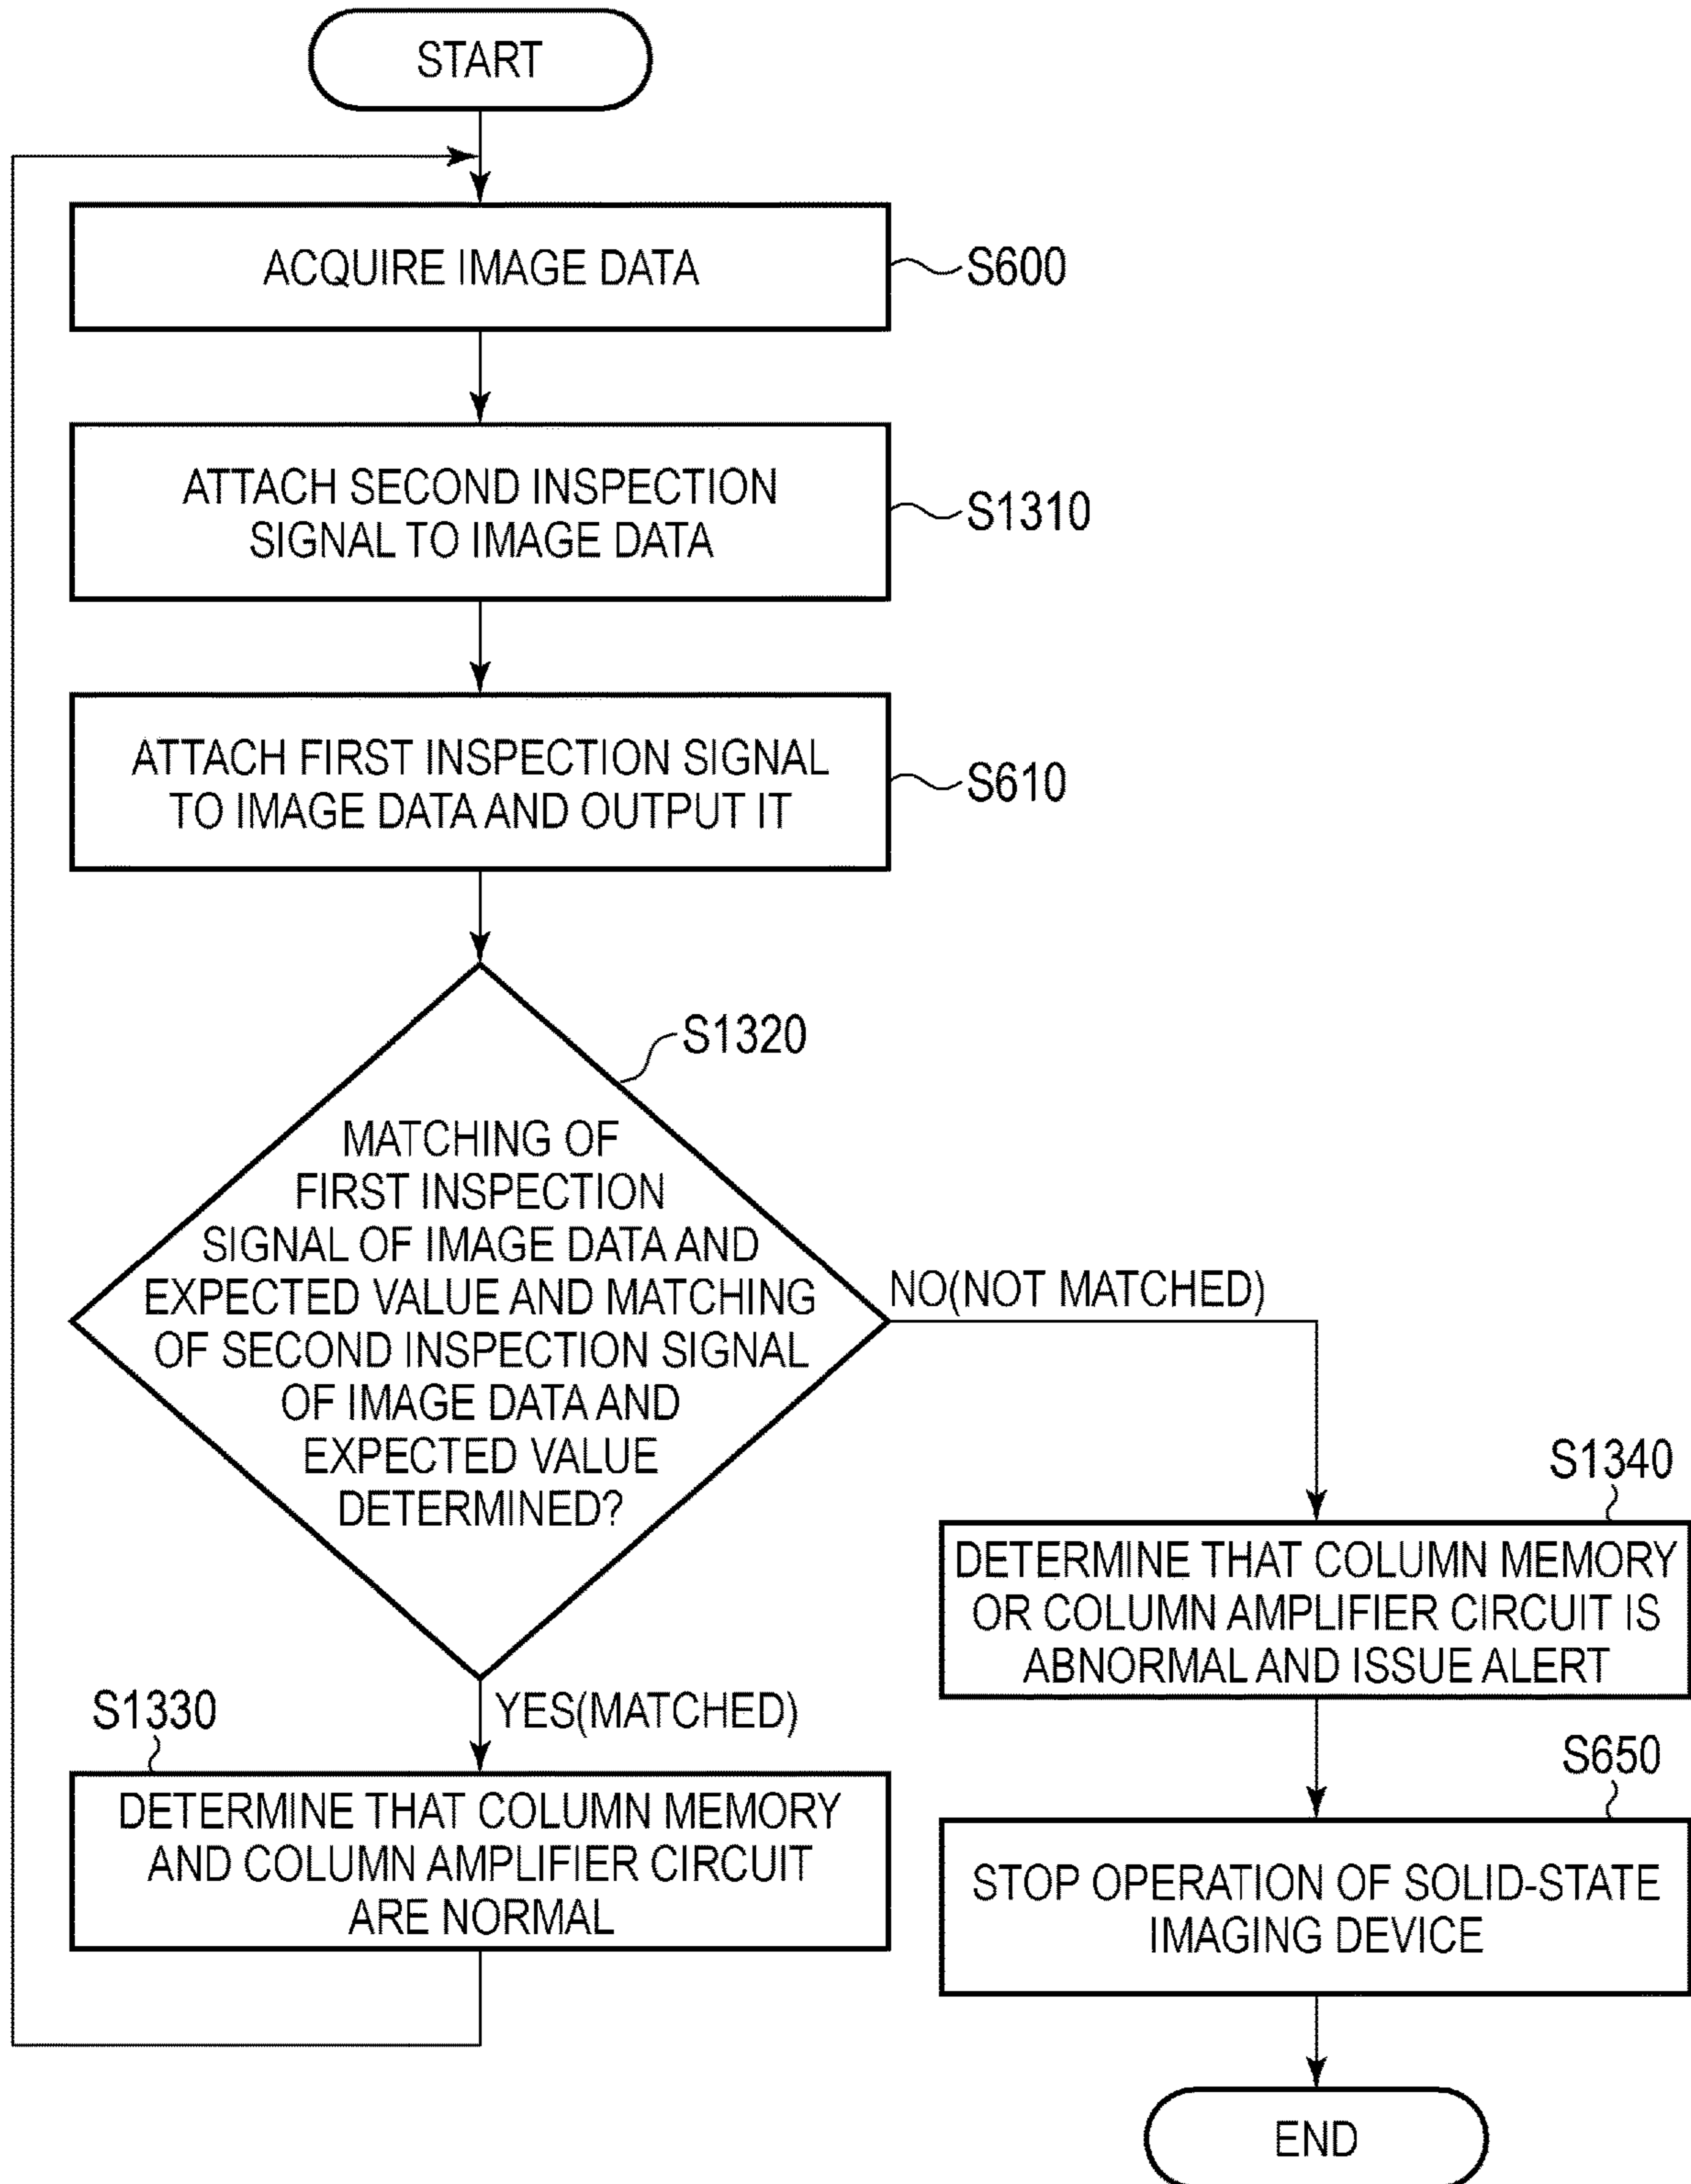 START
ACQUIRE IMAGE DATA
S600
ATTACH SECOND INSPECTION
SIGNAL TO IMAGE DATA
S1310
ATTACH FIRST INSPECTION SIGNAL
TO IMAGE DATA AND OUTPUT IT
S610
S1320
MATCHING OF
FIRST INSPECTION
SIGNAL OF IMAGE DATA AND
EXPECTED VALUE AND MATCHING
OF SECOND INSPECTION SIGNAL
OF IMAGE DATA AND
EXPECTED VALUE
DETERMINED?
NO(NOT MATCHED)
YES(MATCHED)
S1330
DETERMINE THAT COLUMN MEMORY
AND COLUMN AMPLIFIER CIRCUIT
ARE NORMAL
S1340
DETERMINE THAT COLUMN MEMORY
OR COLUMN AMPLIFIER CIRCUIT IS
ABNORMAL AND ISSUE ALERT
S650
STOP OPERATION OF SOLID-STATE
IMAGING DEVICE
END